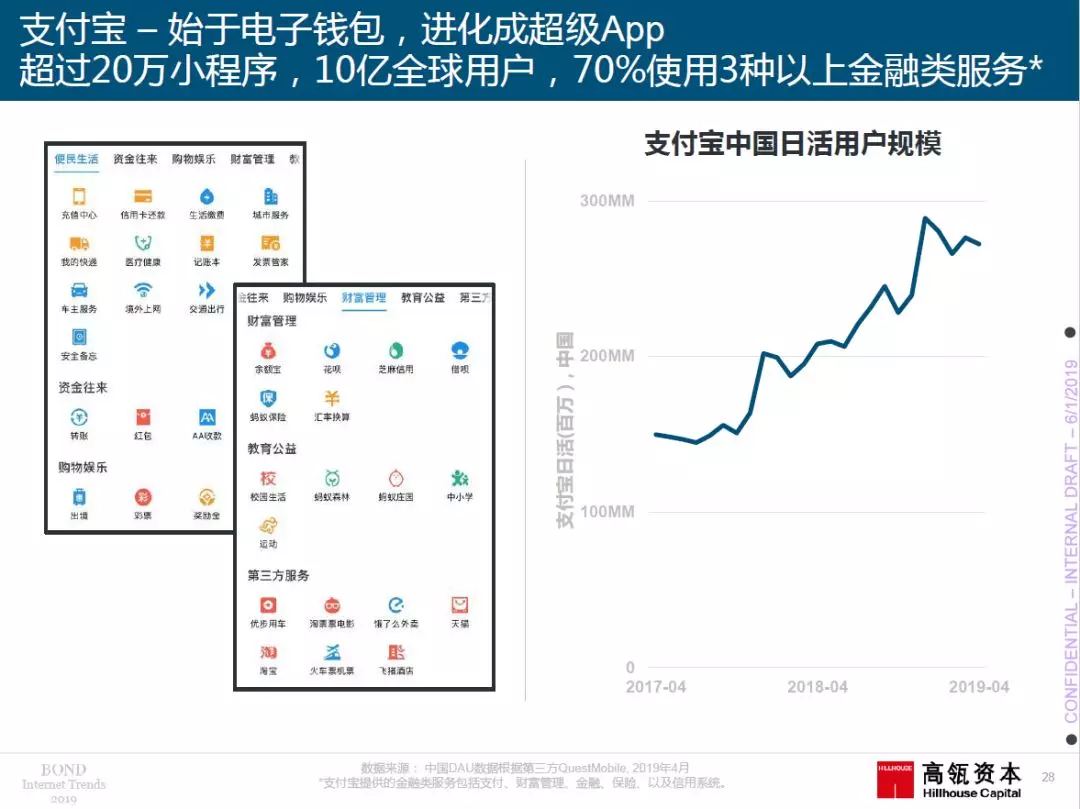 支付宝 – 始于电子钱包，进化成超级App
超过20万小程序，10亿全球用户，70%使用3种以上金融类服务*
便民生活 资金往来 购物娱乐 财富管理 教
充值中心 信用卡还款 生活缴费 城市服务
我的快递 医疗健康 记账本 发票管家
车主服务 境外上网 交通出行
安全备忘
资金往来
转账 红包 AA收款
购物娱乐
出境 彩票 奖励金
金往来 购物娱乐 财富管理 教育公益 第三方
财富管理
余额宝 花呗 芝麻信用 借呗
蚂蚁保险 汇率换算
教育公益
校园生活 蚂蚁森林 蚂蚁庄园 中小学
运动
第三方服务
优步用车 淘票票电影 饿了么外卖 天猫
淘宝 火车票机票 飞猪酒店
支付宝中国日活用户规模
支付宝日活(百万)，中国
300MM
200MM
100MM
0
2017-04 2018-04 2019-04
CONFIDENTIAL – INTERNAL DRAFT – 6/1/2019
BOND
Internet Trends
2019
数据来源： 中国DAU数据根据第三方QuestMobile, 2019年4月
*支付宝提供的金融类服务包括支付、财富管理、金融、保险、以及信用系统。
HILLHOUSE
高瓴资本
Hillhouse Capital
28